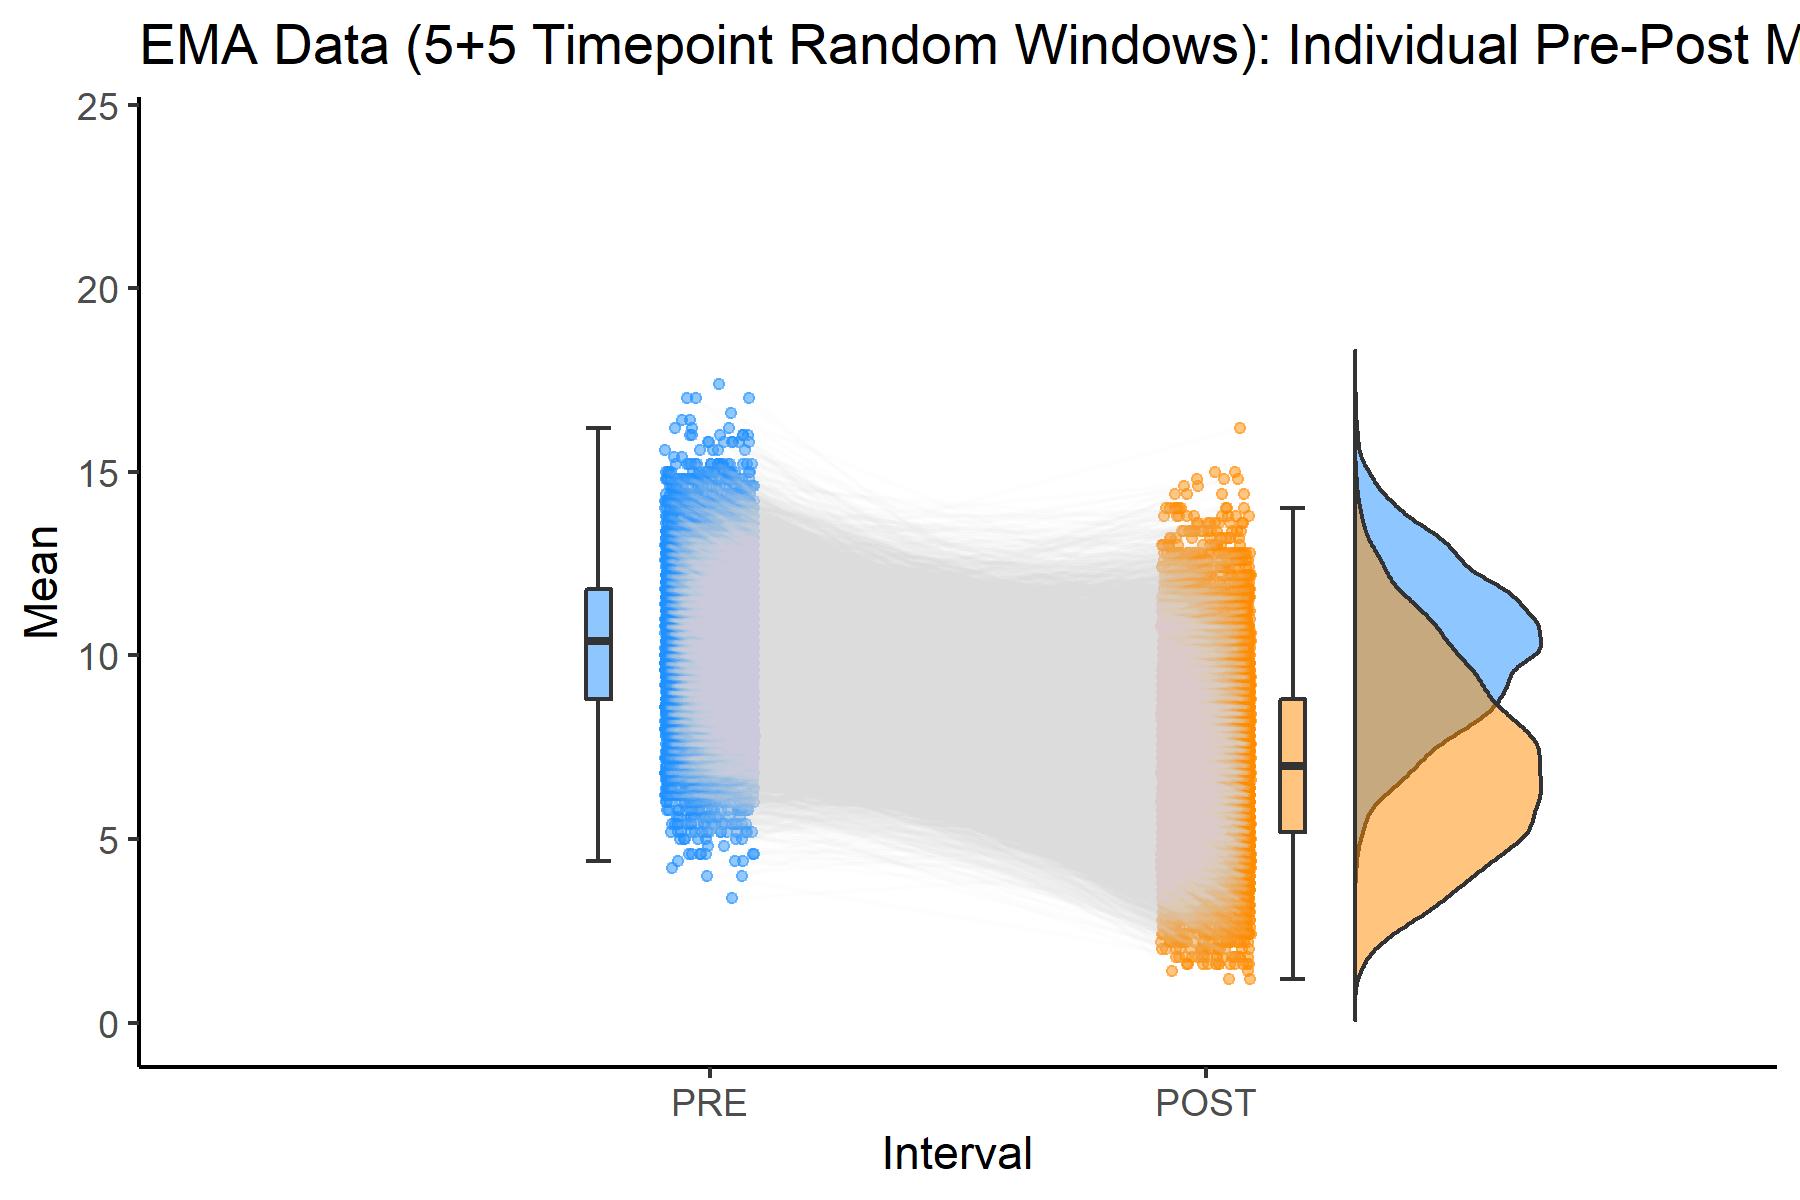 EMA Data (5+5 Timepoint Random Windows): Individual Pre-Post M
25
20
15
10
5
0
Mean
PRE
POST
Interval